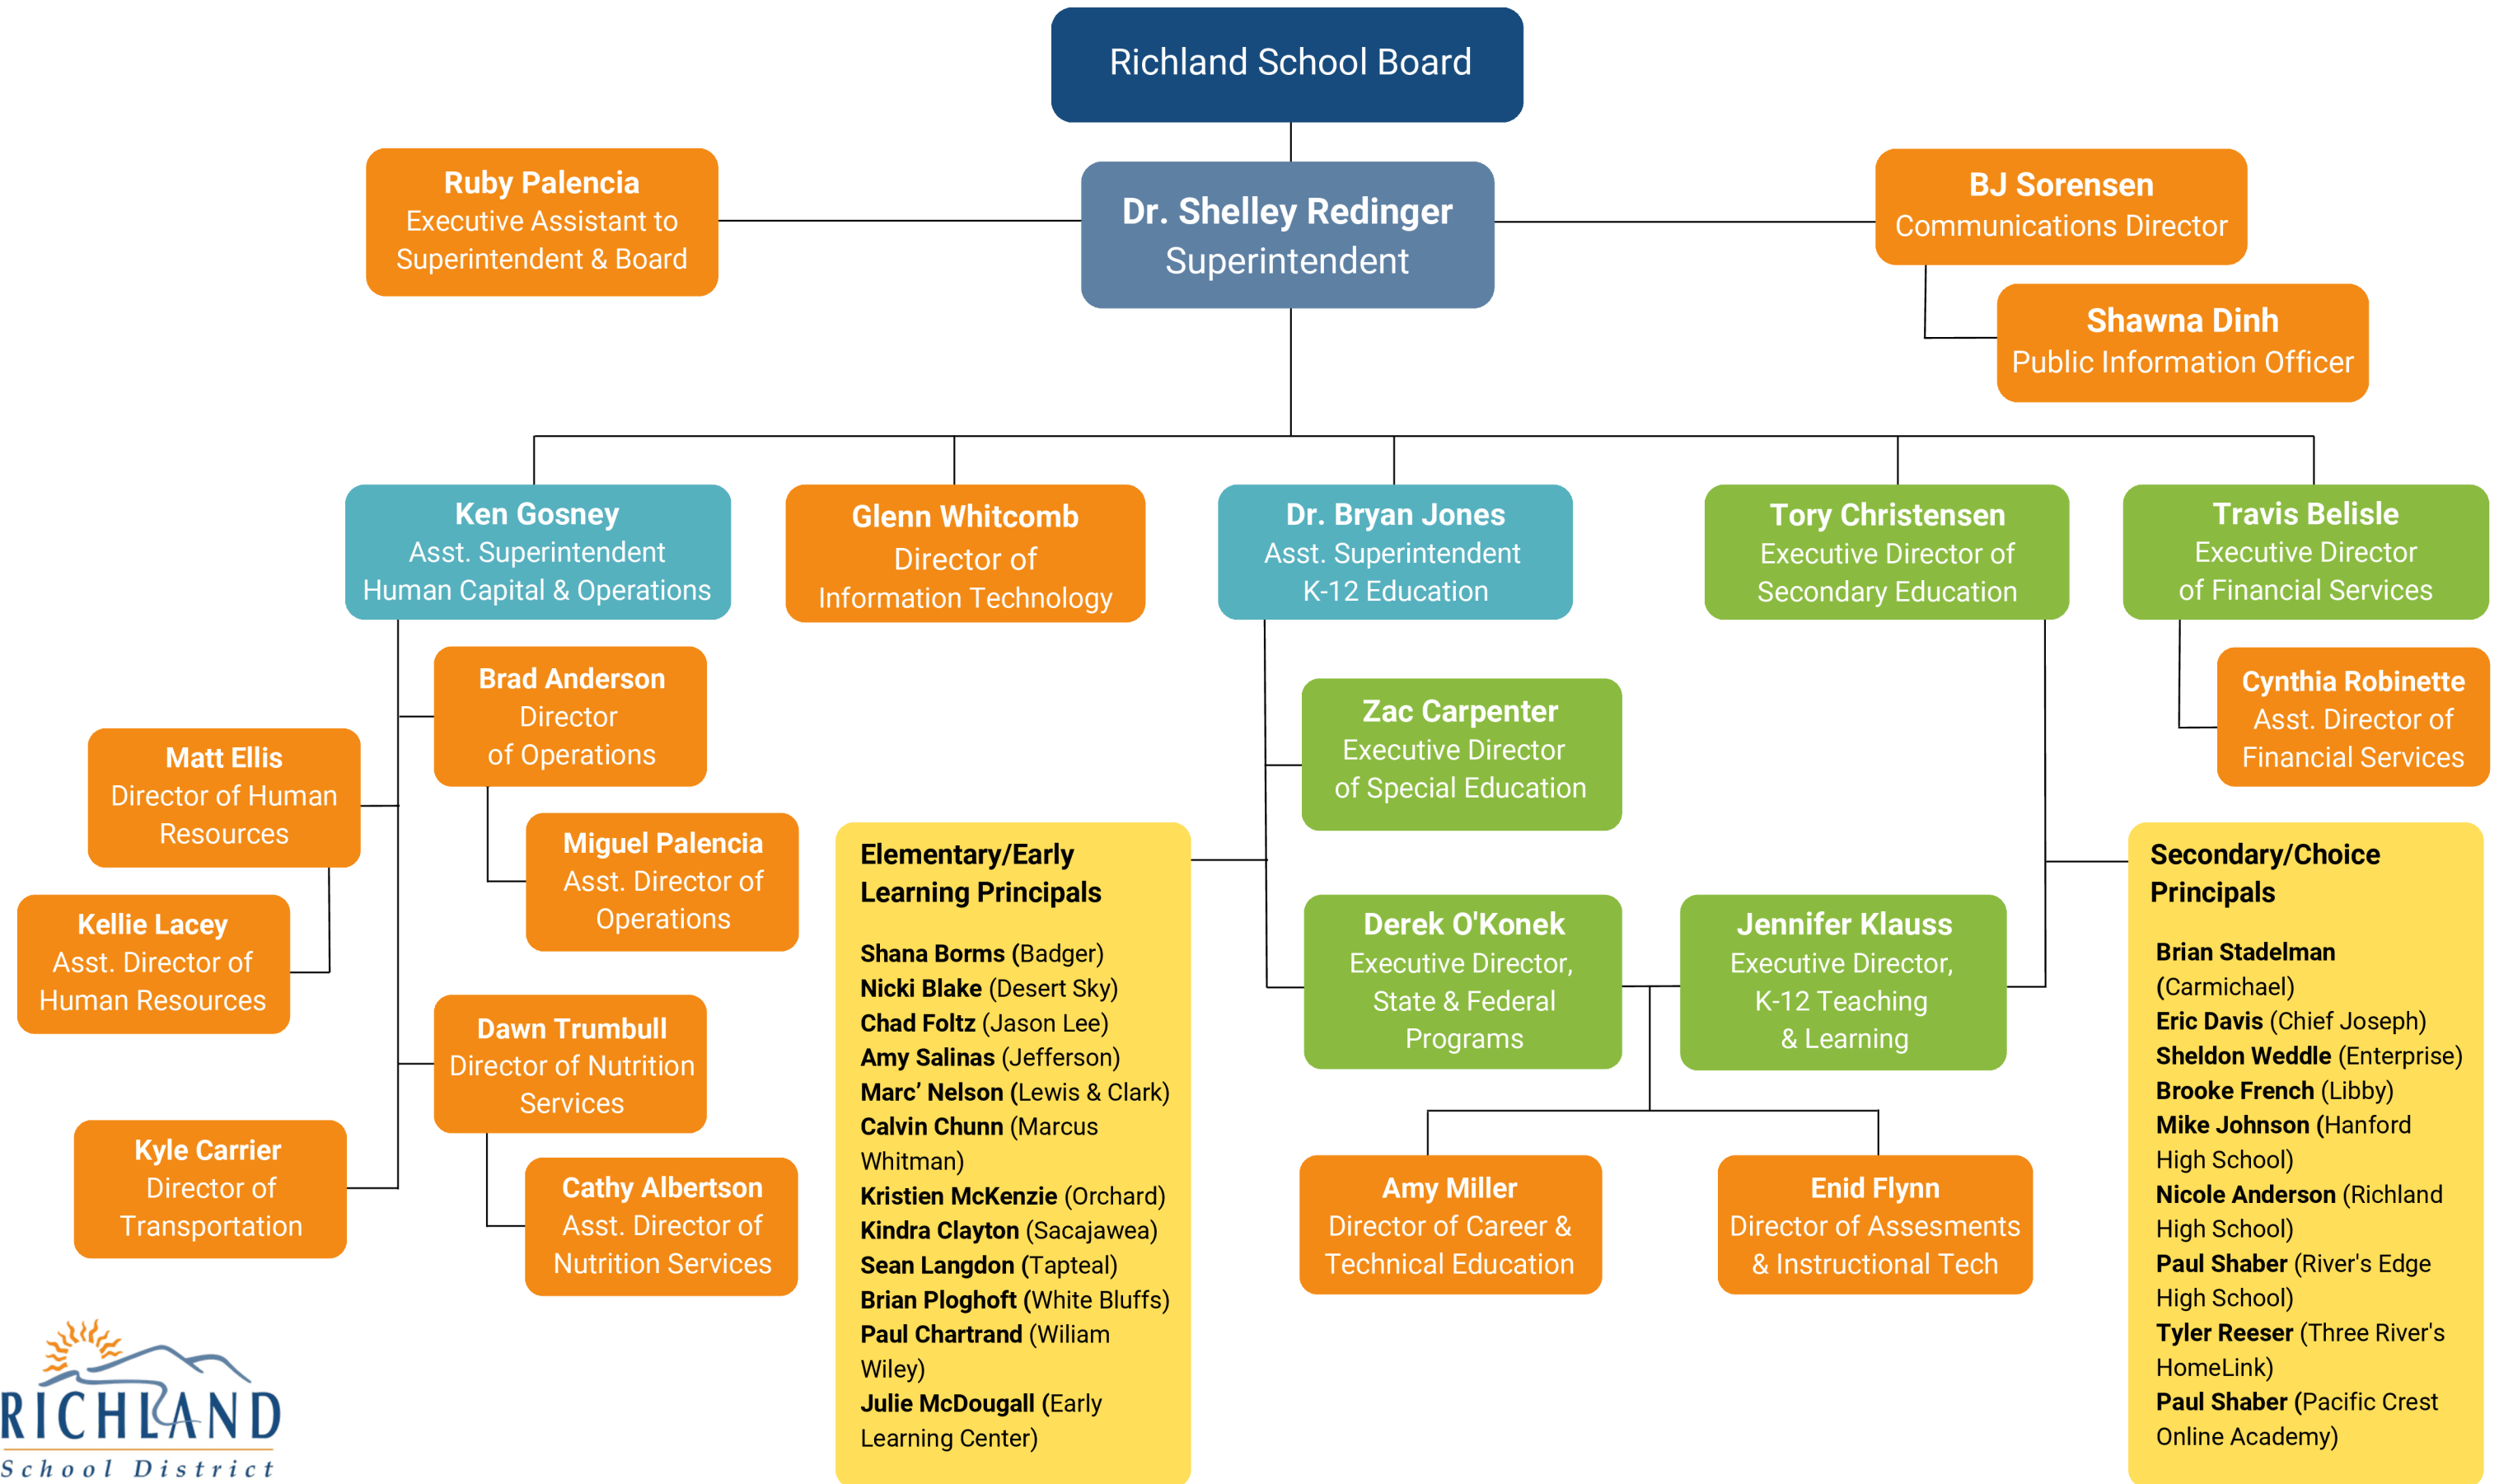 Richland School Board
Ruby Palencia
Executive Assistant to
Superintendent & Board
Dr. Shelley Redinger
Superintendent
BJ Sorensen
Communications Director
Shawna Dinh
Public Information Officer
Ken Gosney
Asst. Superintendent
Human Capital & Operations
Glenn Whitcomb
Director of
Information Technology
Dr. Bryan Jones
Asst. Superintendent
K-12 Education
Tory Christensen
Executive Director of
Secondary Education
Travis Belisle
Executive Director
of Financial Services
Brad Anderson
Director
of Operations
Matt Ellis
Director of Human
Resources
Miguel Palencia
Asst. Director of
Operations
Kellie Lacey
Asst. Director of
Human Resources
Dawn Trumbull
Director of Nutrition
Services
Kyle Carrier
Director of
Transportation
Cathy Albertson
Asst. Director of
Nutrition Services
Elementary/Early
Learning Principals
Shana Borms (Badger)
Nicki Blake (Desert Sky)
Chad Foltz (Jason Lee)
Amy Salinas (Jefferson)
Marc’ Nelson (Lewis & Clark)
Calvin Chunn (Marcus
Whitman)
Kristien McKenzie (Orchard)
Kindra Clayton (Sacajawea)
Sean Langdon (Tapteal)
Brian Ploghoft (White Bluffs)
Paul Chartrand (Wiliam
Wiley)
Julie McDougall (Early
Learning Center)
Zac Carpenter
Executive Director
of Special Education
Derek O'Konek
Executive Director,
State & Federal
Programs
Jennifer Klauss
Executive Director,
K-12 Teaching
& Learning
Amy Miller
Director of Career &
Technical Education
Enid Flynn
Director of Assesments
& Instructional Tech
Cynthia Robinette
Asst. Director of
Financial Services
Secondary/Choice
Principals
Brian Stadelman
(Carmichael)
Eric Davis (Chief Joseph)
Sheldon Weddle (Enterprise)
Brooke French (Libby)
Mike Johnson (Hanford
High School)
Nicole Anderson (Richland
High School)
Paul Shaber (River's Edge
High School)
Tyler Reeser (Three River's
HomeLink)
Paul Shaber (Pacific Crest
Online Academy)
RICHLAND
School District